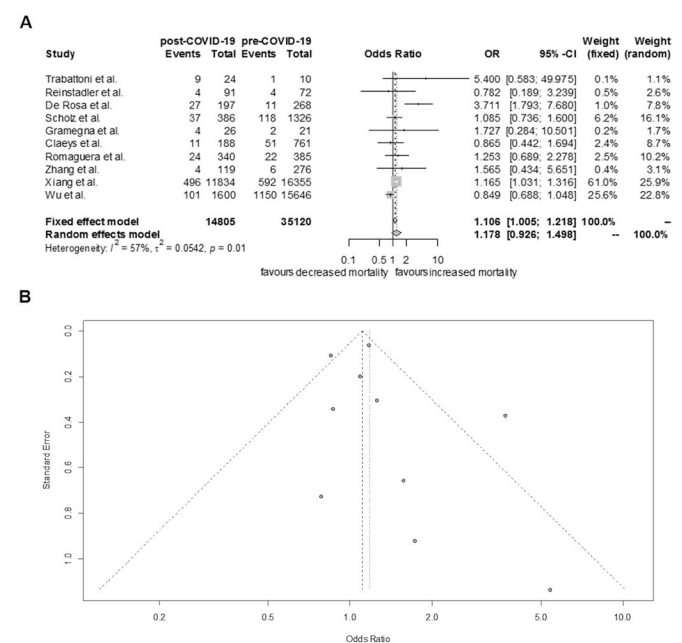 A
post-COVID-19 pre-COVID-19 Weight Weight
Study Events Total Events Total Odds Ratio OR 95% -CI (fixed) (random)
Trabattoni et al. 9 24 1 10 5.400 [0.583; 49.975] 0.1% 1.1%
Reinstadler et al. 4 91 4 72 0.782 [0.189; 3.239] 0.5% 2.6%
De Rosa et al. 27 197 11 268 3.711 [1.793; 7.680] 1.0% 7.8%
Scholz et al. 37 386 118 1326 1.085 [0.736; 1.600] 6.2% 16.1%
Gramegna et al. 4 26 2 21 1.727 [0.284; 10.501] 0.2% 1.7%
Claeys et al. 11 188 51 761 0.865 [0.442; 1.694] 2.4% 8.7%
Romaguera et al. 24 340 22 385 1.253 [0.689; 2.278] 2.5% 10.2%
Zhang et al. 4 119 6 276 1.565 [0.434; 5.651] 0.4% 3.1%
Xiang et al. 496 11834 592 16355 1.165 [1.031; 1.316] 61.0% 25.9%
Wu et al. 101 1600 1150 15646 0.849 [0.688; 1.048] 25.6% 22.8%
Fixed effect model 14805 35120 1.106 [1.005; 1.218] 100.0% --
Random effects model 1.178 [0.926; 1.498] -- 100.0%
Heterogeneity: I² = 57%, τ² = 0.0542, p = 0.01
0.1 0.5 1 2 10
favours decreased mortality favours increased mortality
B
0.0
0.2
0.4
0.6
0.8
1.0
Standard Error
0.2 0.5 1.0 2.0 5.0 10.0
Odds Ratio